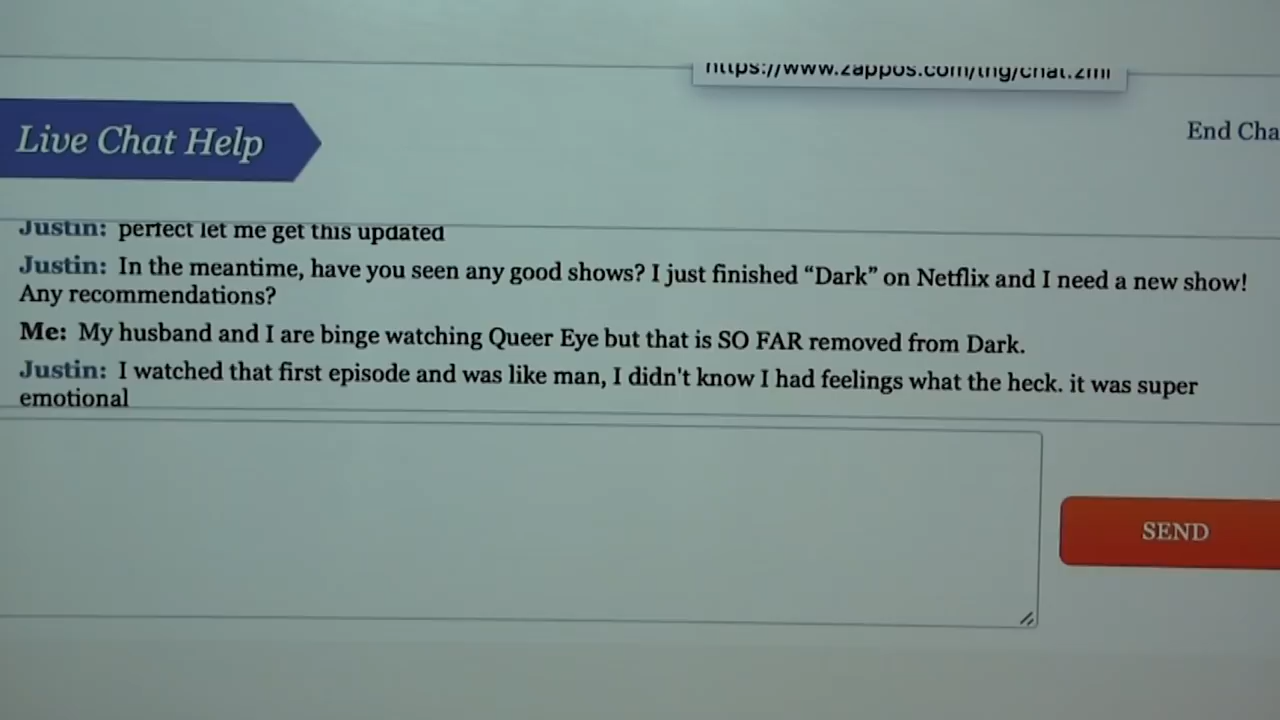 https://www.zappos.com/tng/chat.zml
Live Chat Help
End Cha
Justin: perfect let me get this updated
Justin: In the meantime, have you seen any good shows? I just finished “Dark” on Netflix and I need a new show!
Any recommendations?
Me: My husband and I are binge watching Queer Eye but that is SO FAR removed from Dark.
Justin: I watched that first episode and was like man, I didn't know I had feelings what the heck. it was super
emotional
SEND